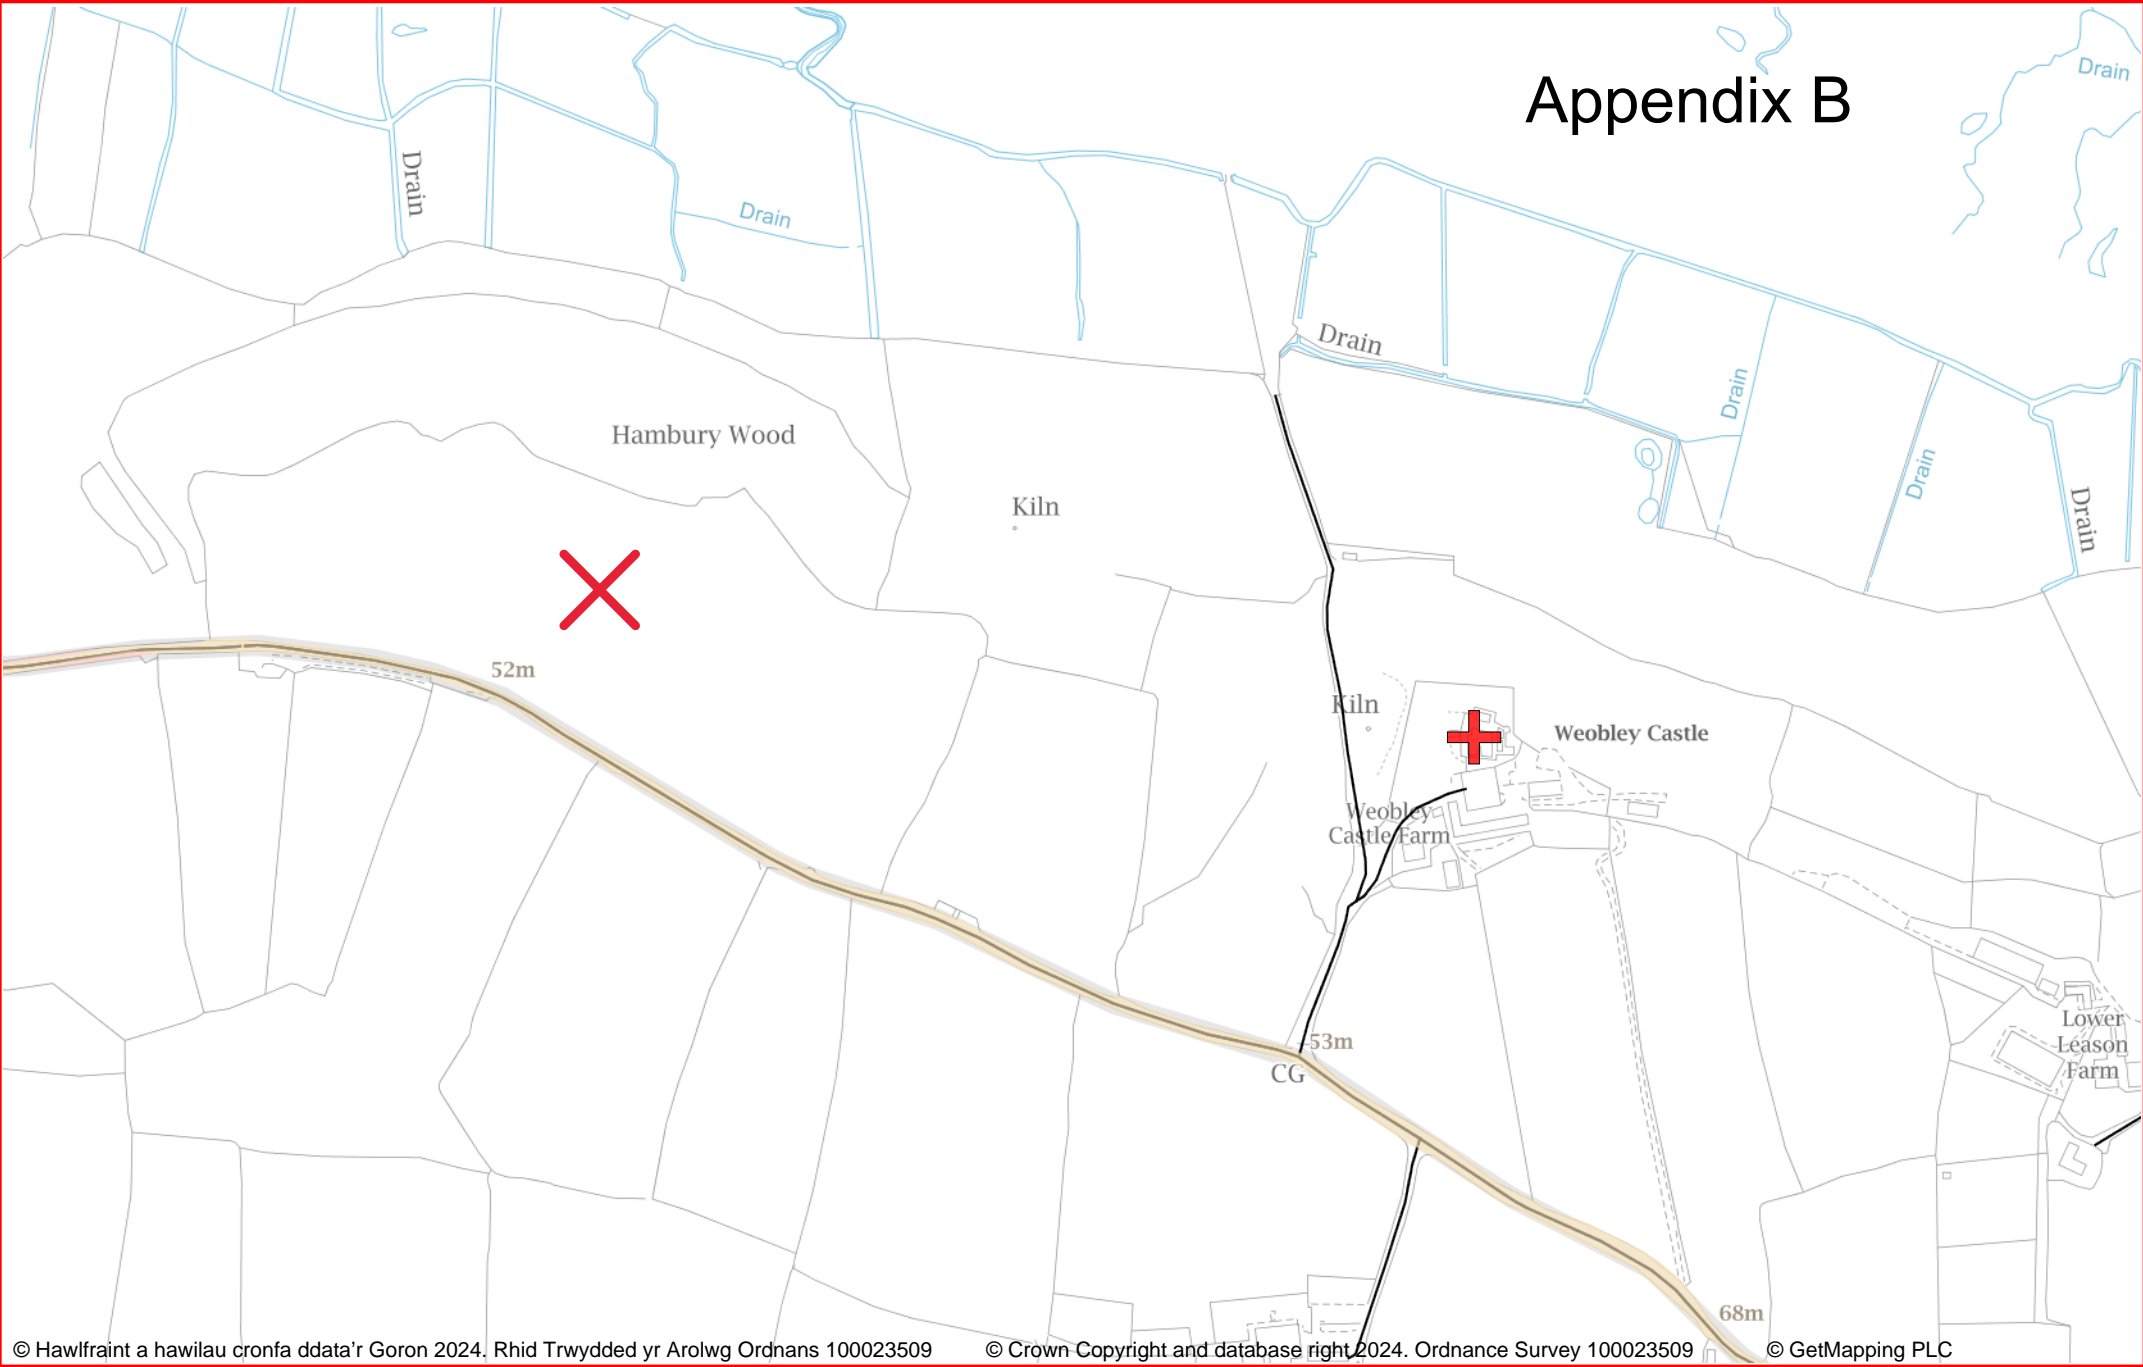 Appendix B
Drain
Drain
Drain
Drain
Drain
Drain
Drain
Hambury Wood
Kiln
52m
Kiln
Weobley Castle
Weobley
Castle Farm
53m
CG
Lower
Leason
Farm
68m
© Hawlfraint a hawliau cronfa ddata'r Goron 2024. Rhid Trwydded yr Arolwg Ordnans 100023509
© Crown Copyright and database right 2024. Ordnance Survey 100023509
© GetMapping PLC